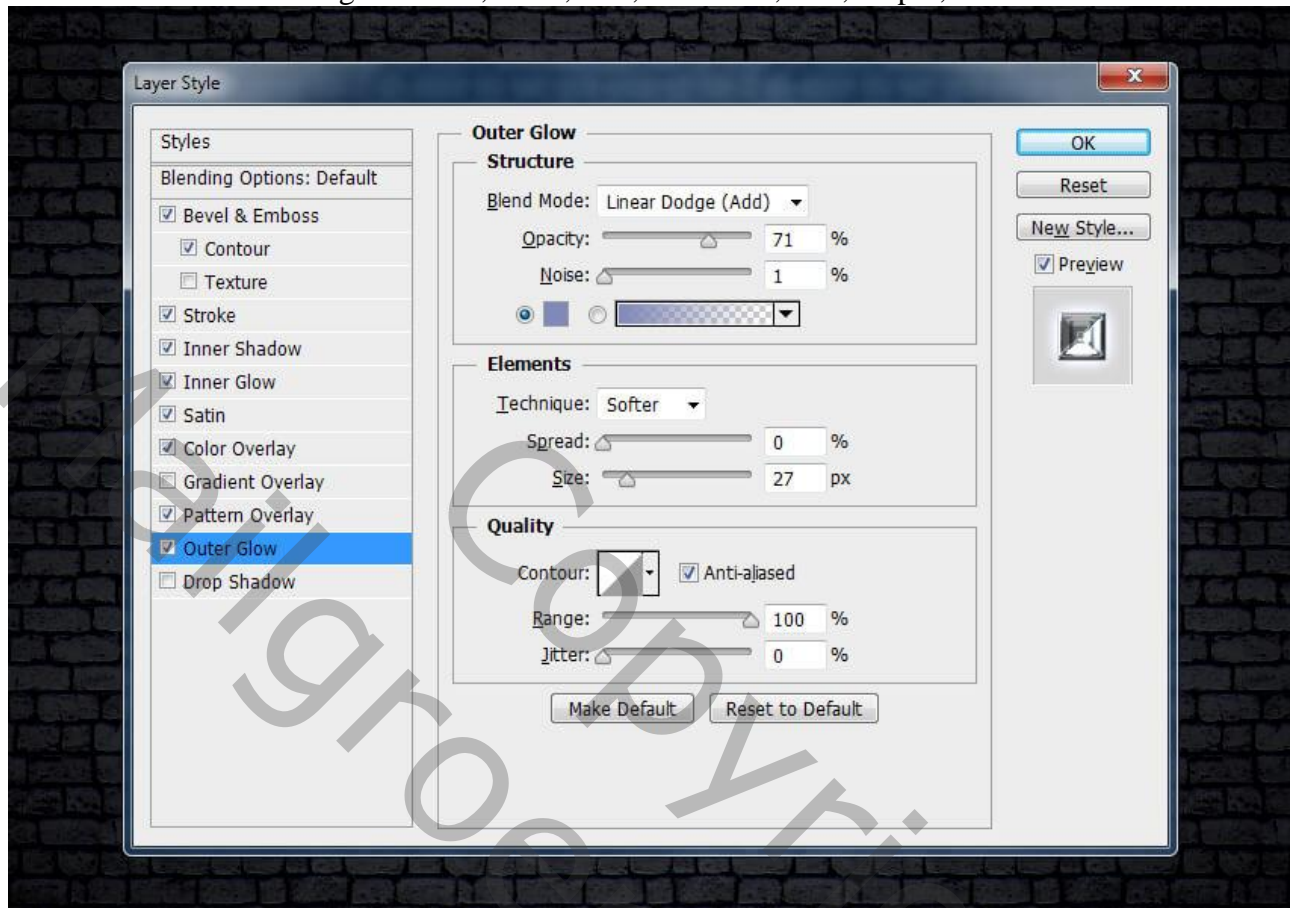 Layer Style
Styles
Blending Options: Default
Bevel & Emboss
Contour
Texture
Stroke
Inner Shadow
Inner Glow
Satin
Color Overlay
Gradient Overlay
Pattern Overlay
Outer Glow
Drop Shadow
Outer Glow
Structure
Blend Mode: Linear Dodge (Add)
Opacity: 71 %
Noise: 1 %
Elements
Technique: Softer
Spread: 0 %
Size: 27 px
Quality
Contour: Anti-aliased
Range: 100 %
Jitter: 0 %
Make Default Reset to Default
OK
Reset
New Style...
Preview